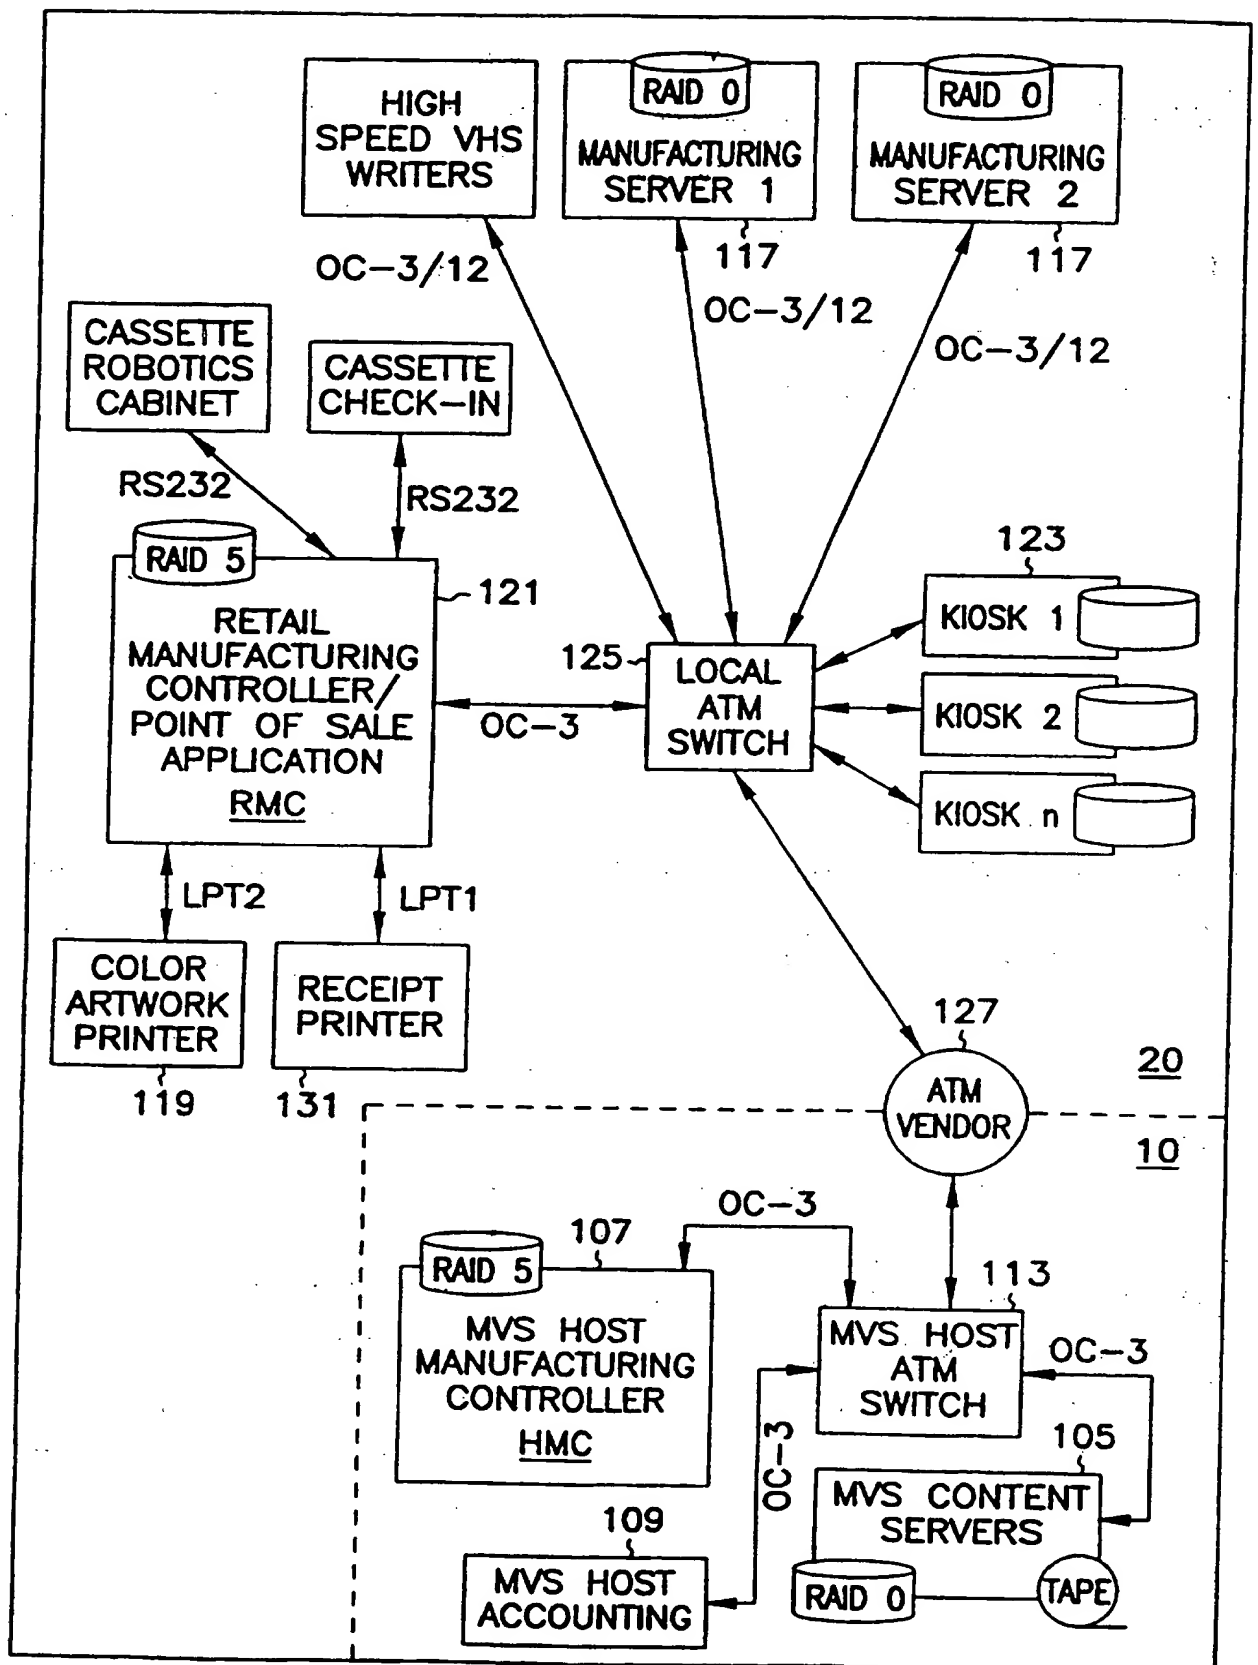 HIGH
SPEED VHS
WRITERS
RAID 0
MANUFACTURING
SERVER 1
117
RAID 0
MANUFACTURING
SERVER 2
117
OC-3/12
OC-3/12
OC-3/12
CASSETTE
ROBOTICS
CABINET
CASSETTE
CHECK-IN
RS232
RS232
RAID 5
121
RETAIL
MANUFACTURING
CONTROLLER/
POINT OF SALE
APPLICATION
RMC
OC-3
125
LOCAL
ATM
SWITCH
123
KIOSK 1
KIOSK 2
KIOSK n
LPT2
LPT1
COLOR
ARTWORK
PRINTER
119
RECEIPT
PRINTER
131
127
ATM
VENDOR
20
10
OC-3
107
RAID 5
MVS HOST
MANUFACTURING
CONTROLLER
HMC
113
MVS HOST
ATM
SWITCH
OC-3
OC-3
105
MVS CONTENT
SERVERS
RAID 0
TAPE
109
MVS HOST
ACCOUNTING